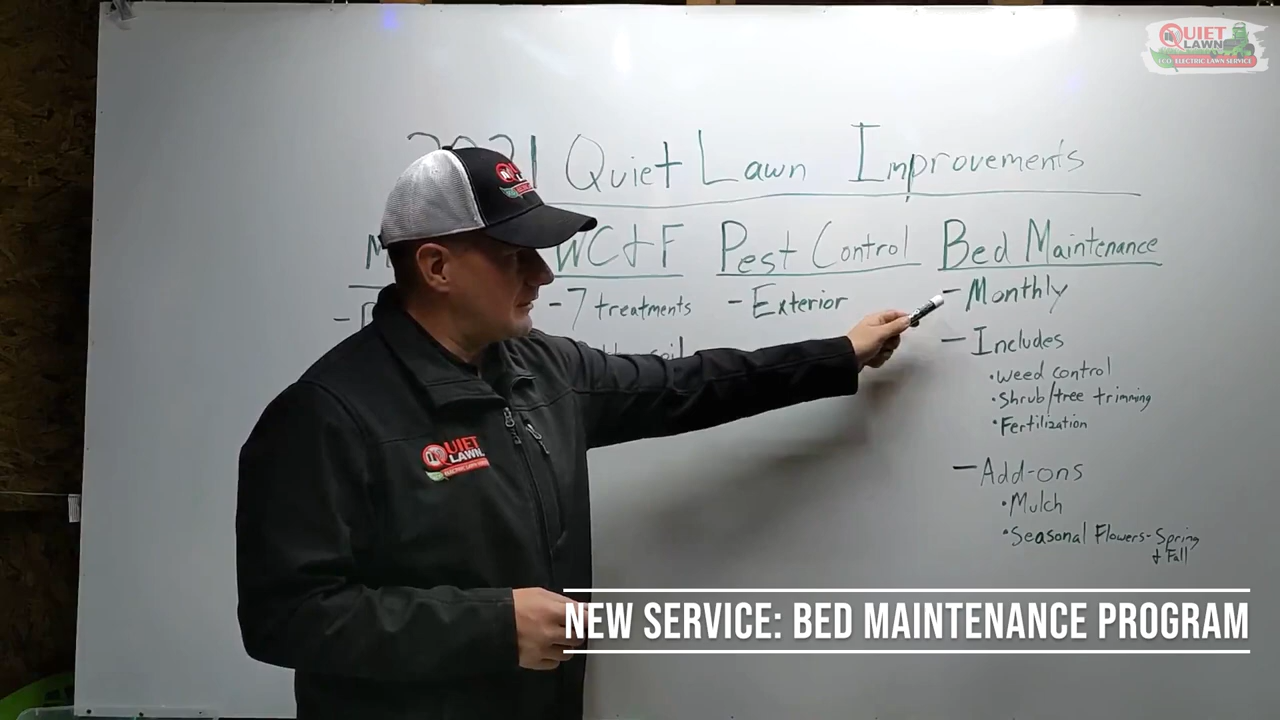 QUIET
LAWN
ECO ELECTRIC LAWN SERVICE
2021 Quiet Lawn Improvements
WC & F
- 7 treatments
soil
Pest Control
- Exterior
Bed Maintenance
- Monthly
- Includes
• weed control
• Shrub/tree trimming
• Fertilization
- Add-ons
• Mulch
• Seasonal Flowers - Spring
& Fall
QUIET
LAWN
NEW SERVICE: BED MAINTENANCE PROGRAM